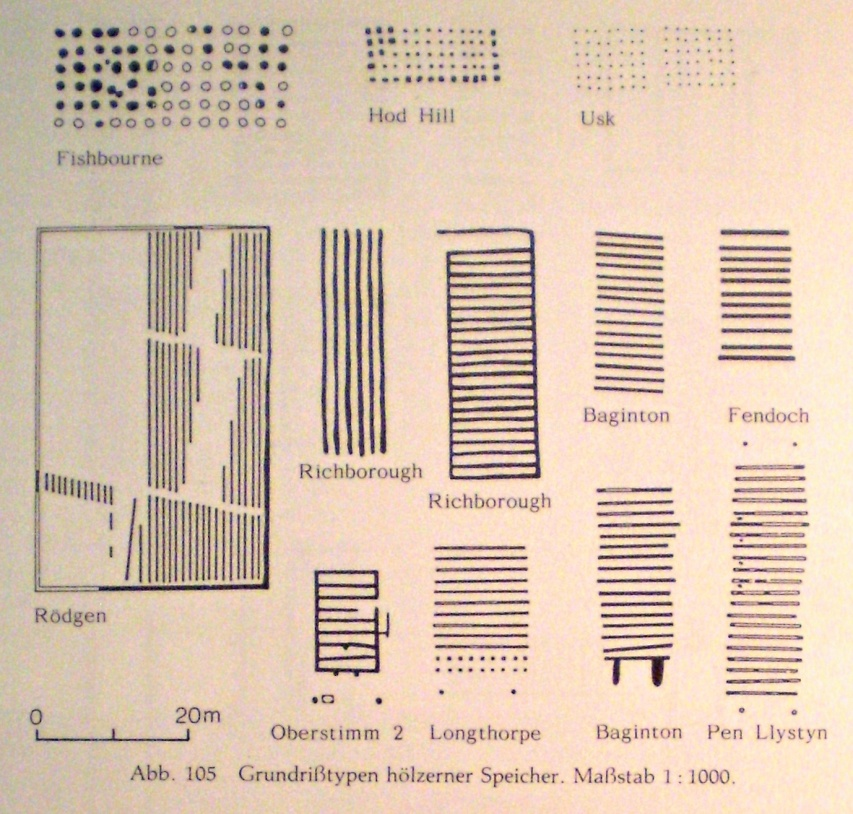 Fishbourne
Hod Hill
Usk
Rödgen
Richborough
Richborough
Baginton
Fendoch
Oberstimm 2
Longthorpe
Baginton
Pen Llystyn
0 20m
Abb. 105 Grundrißtypen hölzerner Speicher. Maßstab 1 : 1000.